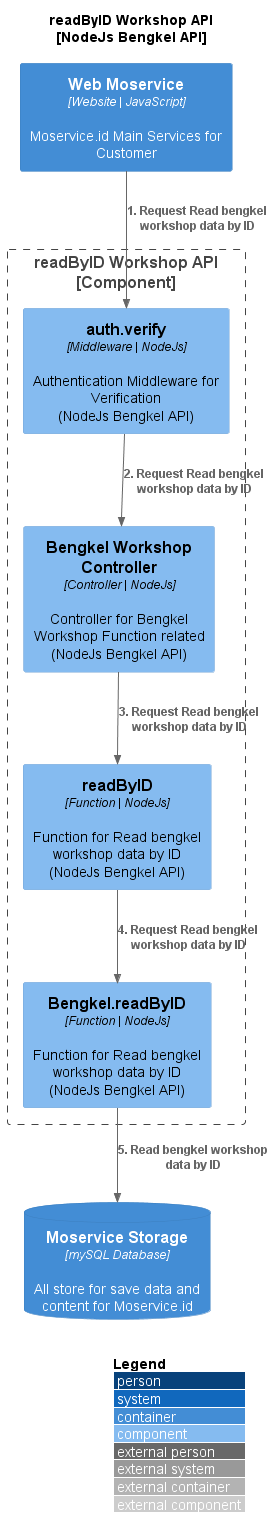 readByID Workshop API
[NodeJs Bengkel API]
Web Moservice
[Website | JavaScript]
Moservice.id Main Services for
Customer
1. Request Read bengkel
workshop data by ID
readByID Workshop API
[Component]
auth.verify
[Middleware | NodeJs]
Authentication Middleware for
Verification
(NodeJs Bengkel API)
2. Request Read bengkel
workshop data by ID
Bengkel Workshop
Controller
[Controller | NodeJs]
Controller for Bengkel
Workshop Function related
(NodeJs Bengkel API)
3. Request Read bengkel
workshop data by ID
readByID
[Function | NodeJs]
Function for Read bengkel
workshop data by ID
(NodeJs Bengkel API)
4. Request Read bengkel
workshop data by ID
Bengkel.readByID
[Function | NodeJs]
Function for Read bengkel
workshop data by ID
(NodeJs Bengkel API)
5. Read bengkel workshop
data by ID
Moservice Storage
[mySQL Database]
All store for save data and
content for Moservice.id
Legend
person
system
container
component
external person
external system
external container
external component